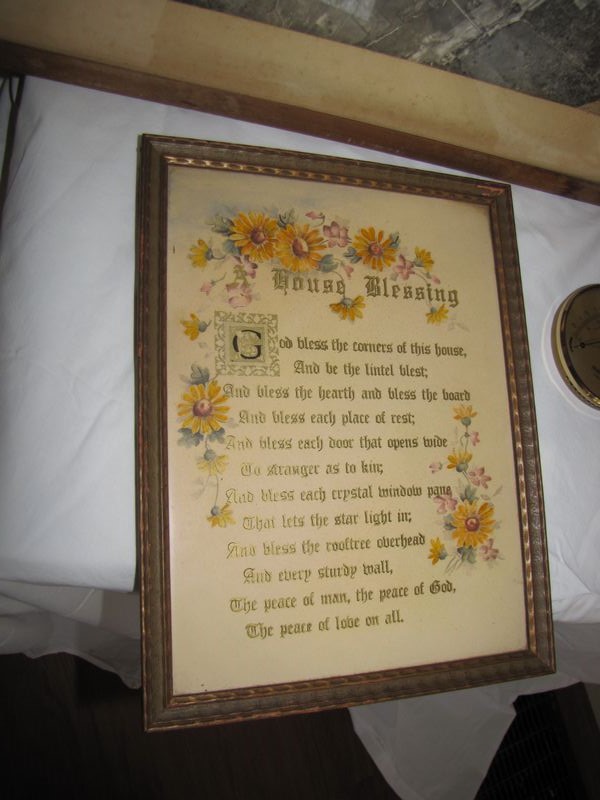 A House Blessing
God bless the corners of this house,
And be the lintel blest;
And bless the hearth and bless the board
And bless each place of rest;
And bless each door that opens wide
To stranger as to kin;
And bless each crystal window pane
That lets the star light in;
And bless the rooftree overhead
And every sturdy wall,
The peace of man, the peace of God,
The peace of love on all.